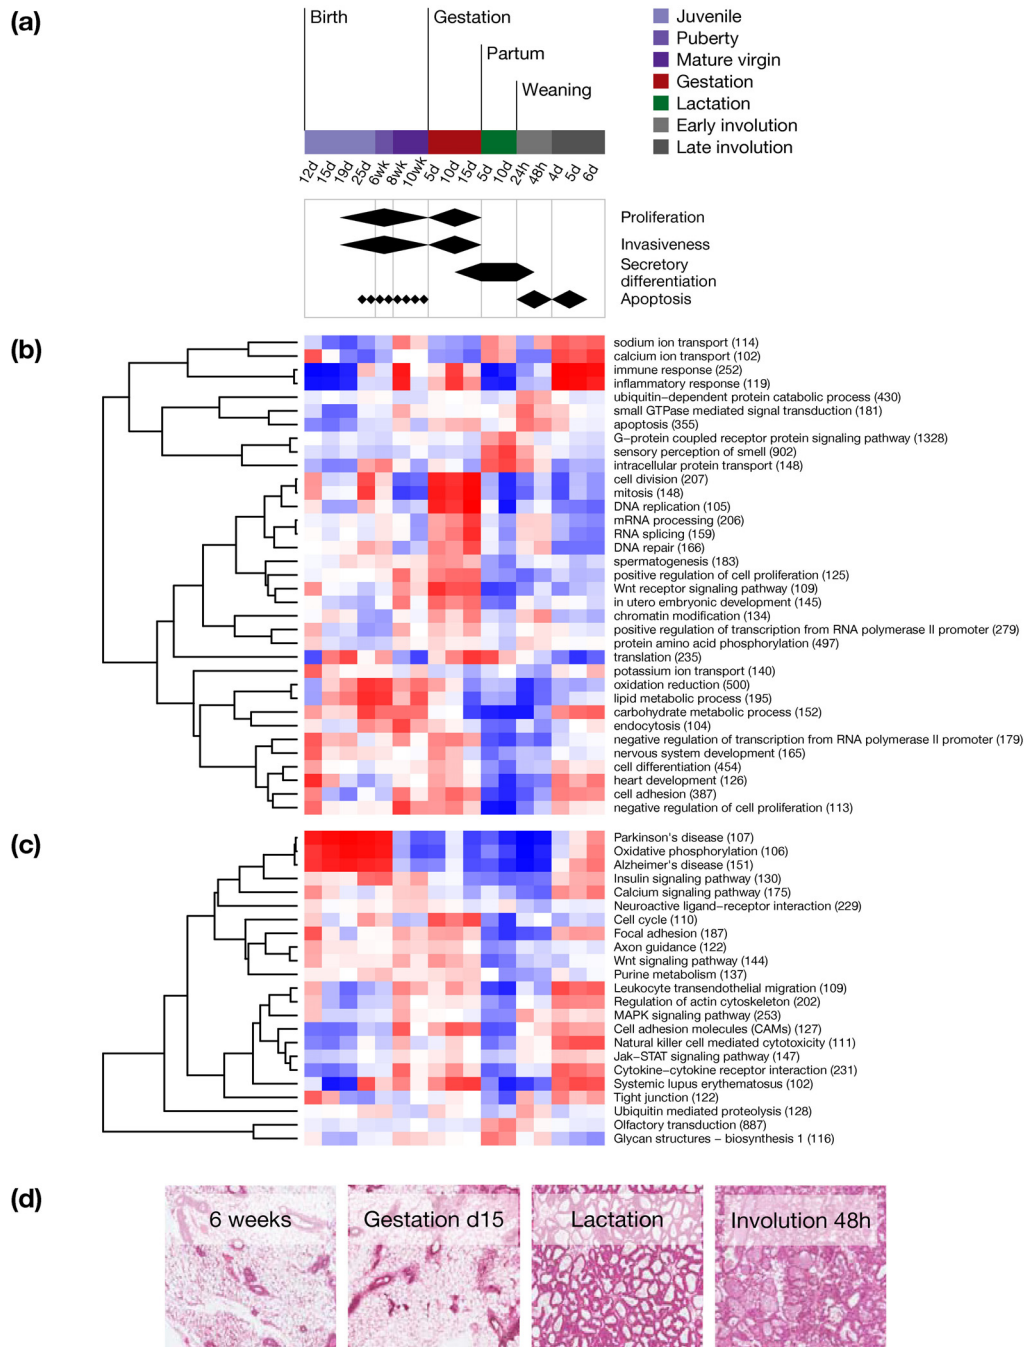 (a)
Birth
Gestation
Partum
Weaning
Juvenile
Puberty
Mature virgin
Gestation
Lactation
Early involution
Late involution
12d
15d
19d
25d
6wk
8wk
10wk
5d
10d
15d
5d
10d
24h
48h
4d
5d
6d
Proliferation
Invasiveness
Secretory
differentiation
Apoptosis
(b)
sodium ion transport (114)
calcium ion transport (102)
immune response (252)
inflammatory response (119)
ubiquitin−dependent protein catabolic process (430)
small GTPase mediated signal transduction (181)
apoptosis (355)
G−protein coupled receptor protein signaling pathway (1328)
sensory perception of smell (902)
intracellular protein transport (148)
cell division (207)
mitosis (148)
DNA replication (105)
mRNA processing (206)
RNA splicing (159)
DNA repair (166)
spermatogenesis (183)
positive regulation of cell proliferation (125)
Wnt receptor signaling pathway (109)
in utero embryonic development (145)
chromatin modification (134)
positive regulation of transcription from RNA polymerase II promoter (279)
protein amino acid phosphorylation (497)
translation (235)
potassium ion transport (140)
oxidation reduction (500)
lipid metabolic process (195)
carbohydrate metabolic process (152)
endocytosis (104)
negative regulation of transcription from RNA polymerase II promoter (179)
nervous system development (165)
cell differentiation (454)
heart development (126)
cell adhesion (387)
negative regulation of cell proliferation (113)
(c)
Parkinson's disease (107)
Oxidative phosphorylation (106)
Alzheimer's disease (151)
Insulin signaling pathway (130)
Calcium signaling pathway (175)
Neuroactive ligand−receptor interaction (229)
Cell cycle (110)
Focal adhesion (187)
Axon guidance (122)
Wnt signaling pathway (144)
Purine metabolism (137)
Leukocyte transendothelial migration (109)
Regulation of actin cytoskeleton (202)
MAPK signaling pathway (253)
Cell adhesion molecules (CAMs) (127)
Natural killer cell mediated cytotoxicity (111)
Jak−STAT signaling pathway (147)
Cytokine−cytokine receptor interaction (231)
Systemic lupus erythematosus (102)
Tight junction (122)
Ubiquitin mediated proteolysis (128)
Olfactory transduction (887)
Glycan structures − biosynthesis 1 (116)
(d)
6 weeks
Gestation d15
Lactation
Involution 48h